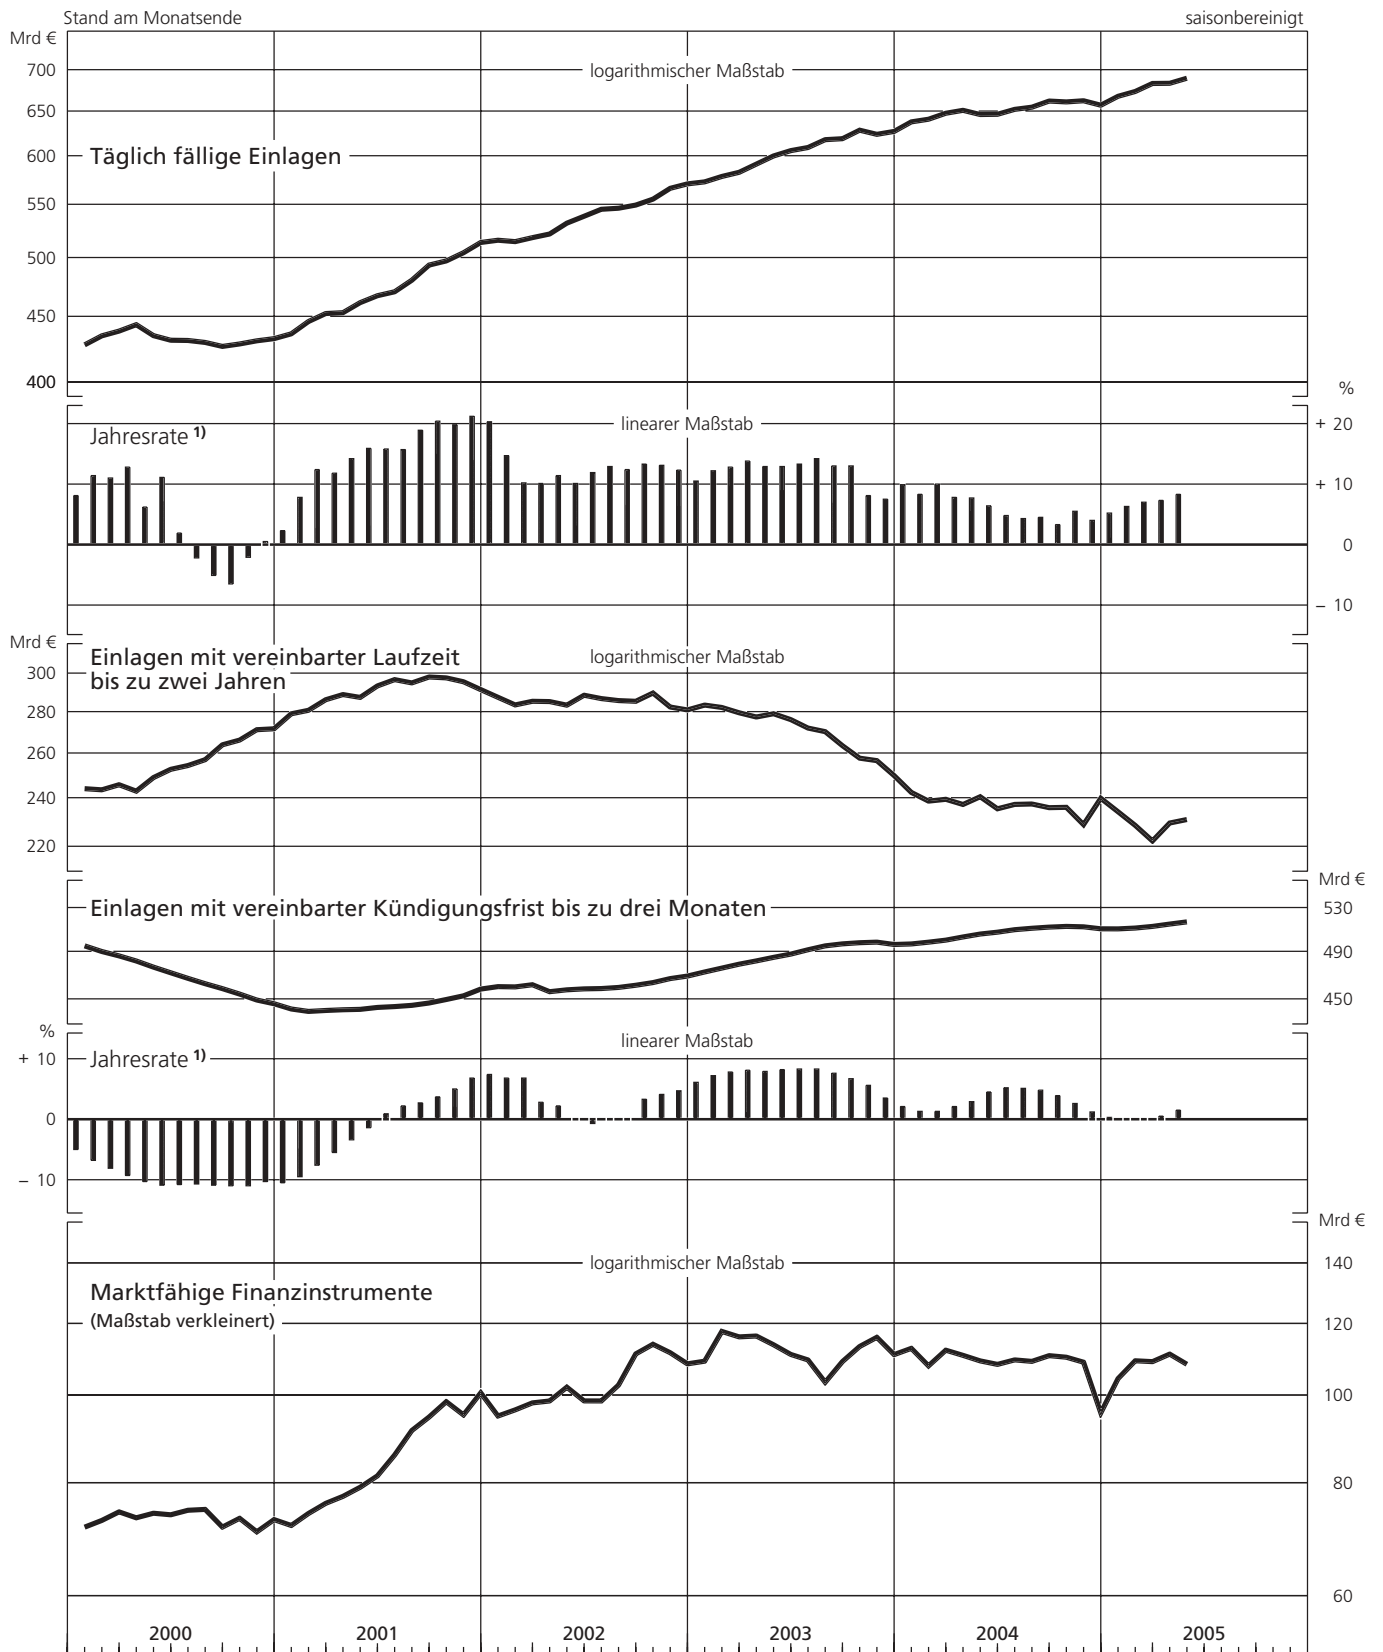 Stand am Monatsende
saisonbereinigt
Mrd €
700
logarithmischer Maßstab
650
600
Täglich fällige Einlagen
550
500
450
400
%
Jahresrate 1)
linearer Maßstab
+ 20
+ 10
0
– 10
Mrd €
Einlagen mit vereinbarter Laufzeit
bis zu zwei Jahren
logarithmischer Maßstab
300
280
260
240
220
Mrd €
Einlagen mit vereinbarter Kündigungsfrist bis zu drei Monaten
530
490
450
%
linearer Maßstab
+ 10
Jahresrate 1)
0
– 10
Mrd €
logarithmischer Maßstab
140
Marktfähige Finanzinstrumente
(Maßstab verkleinert)
120
100
80
60
2000 2001 2002 2003 2004 2005